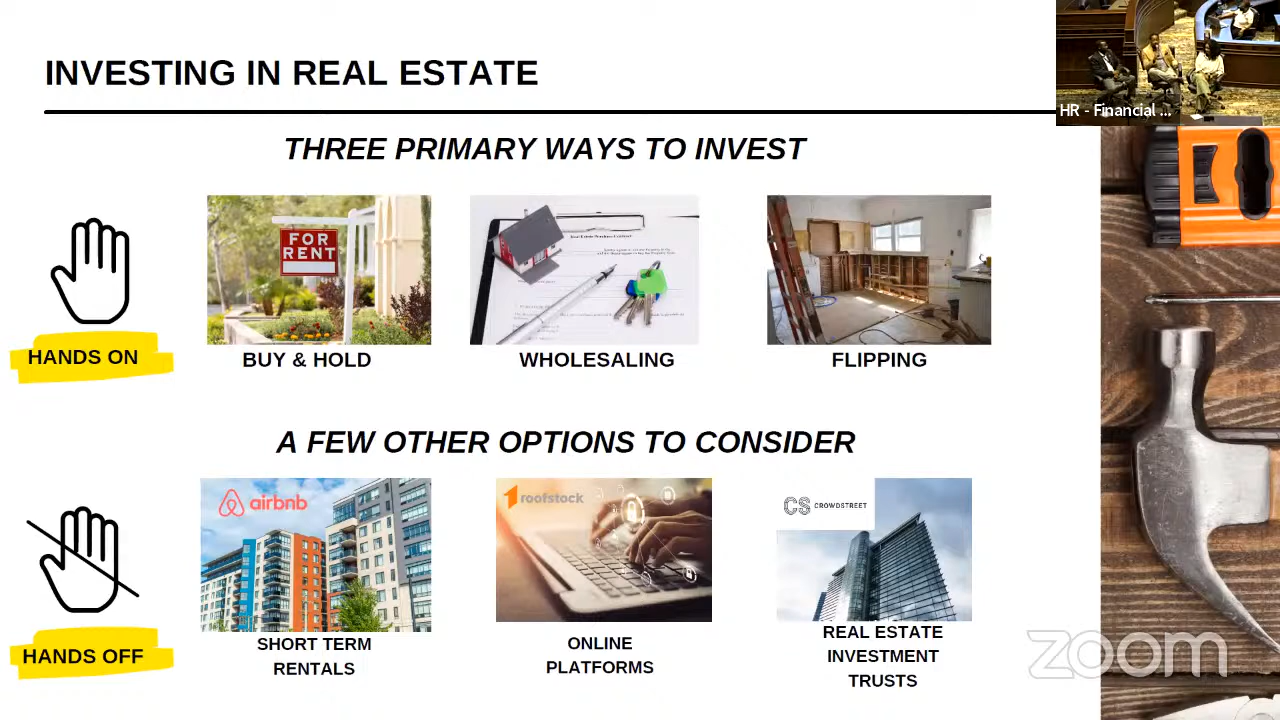 INVESTING IN REAL ESTATE
HR - Financial ...
THREE PRIMARY WAYS TO INVEST
FOR
RENT
HANDS ON
BUY & HOLD
WHOLESALING
FLIPPING
A FEW OTHER OPTIONS TO CONSIDER
airbnb
roofstock
CS CROWDSTREET
HANDS OFF
SHORT TERM
RENTALS
ONLINE
PLATFORMS
REAL ESTATE
INVESTMENT
TRUSTS
zoom